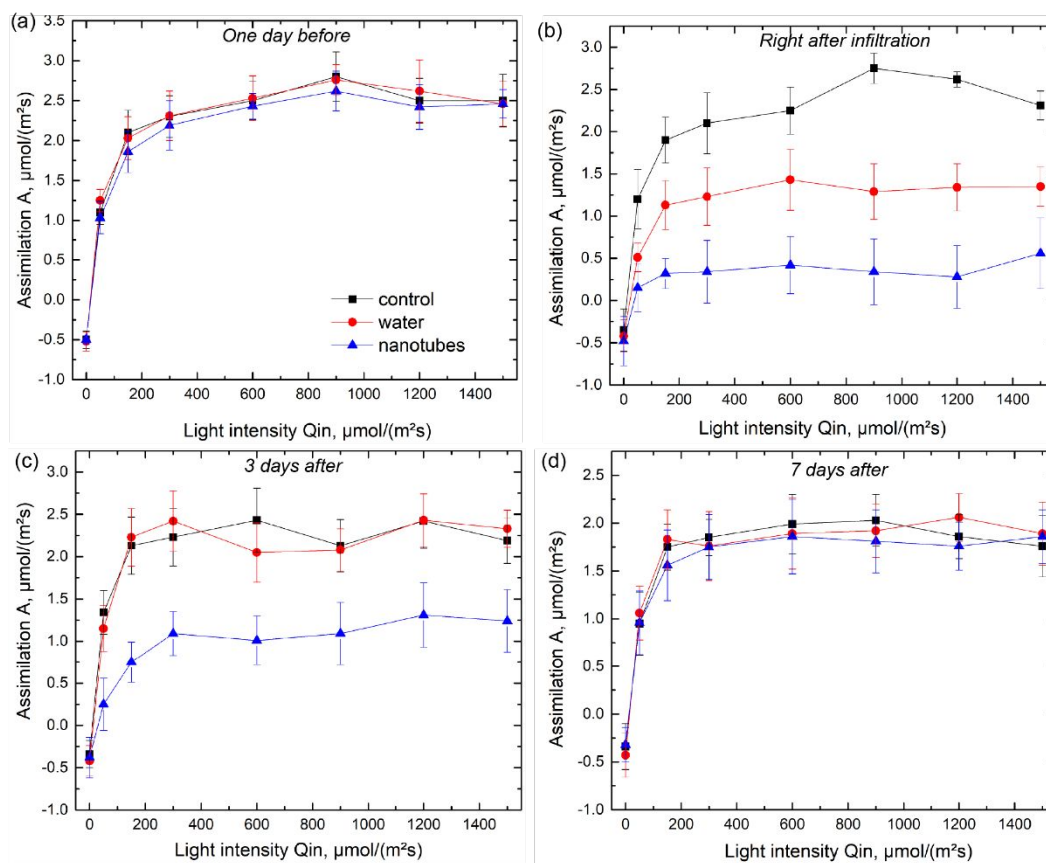 (a)
One day before
3.0
2.5
2.0
1.5
1.0
0.5
0.0
-0.5
-1.0
Assimilation A, µmol/(m²s)
control
water
nanotubes
0 200 400 600 800 1000 1200 1400
Light intensity Qin, µmol/(m²s)
(b)
Right after infiltration
3.0
2.5
2.0
1.5
1.0
0.5
0.0
-0.5
-1.0
Assimilation A, µmol/(m²s)
0 200 400 600 800 1000 1200 1400
Light intensity Qin, µmol/(m²s)
(c)
3 days after
3.0
2.5
2.0
1.5
1.0
0.5
0.0
-0.5
-1.0
Assimilation A, µmol/(m²s)
0 200 400 600 800 1000 1200 1400
Light intensity Qin, µmol/(m²s)
(d)
7 days after
2.5
2.0
1.5
1.0
0.5
0.0
-0.5
-1.0
Assimilation A, µmol/(m²s)
0 200 400 600 800 1000 1200 1400
Light intensity Qin, µmol/(m²s)